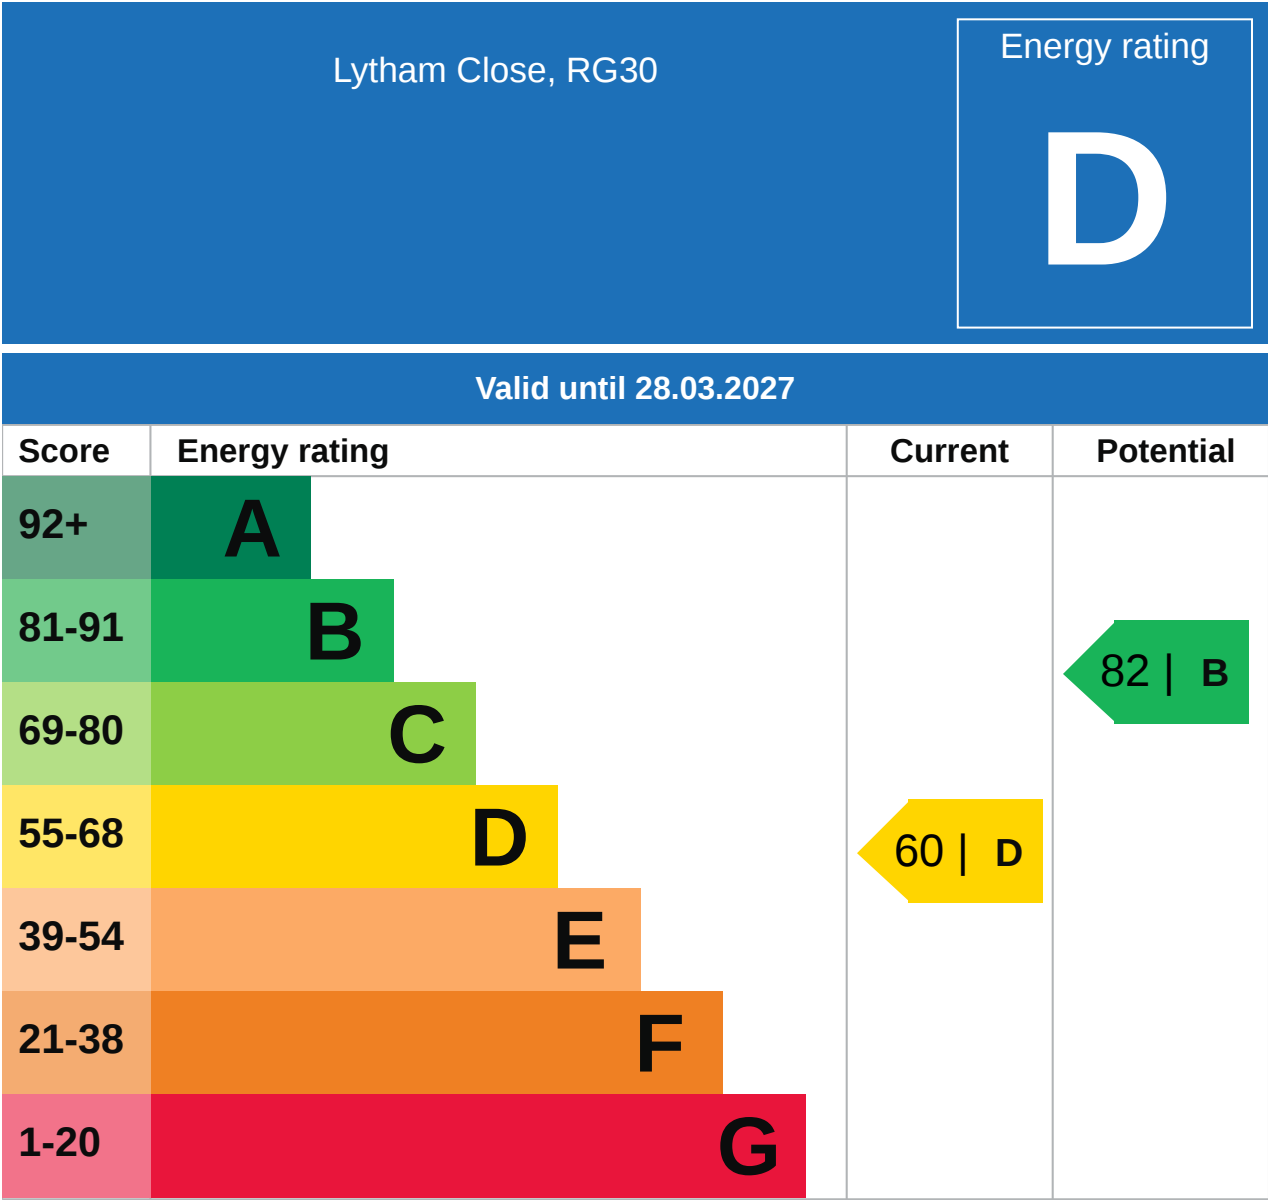 Lytham Close, RG30
Energy rating
D
Valid until 28.03.2027
Score Energy rating Current Potential
92+ A
81-91 B
82 | B
69-80 C
55-68 D
60 | D
39-54 E
21-38 F
1-20 G